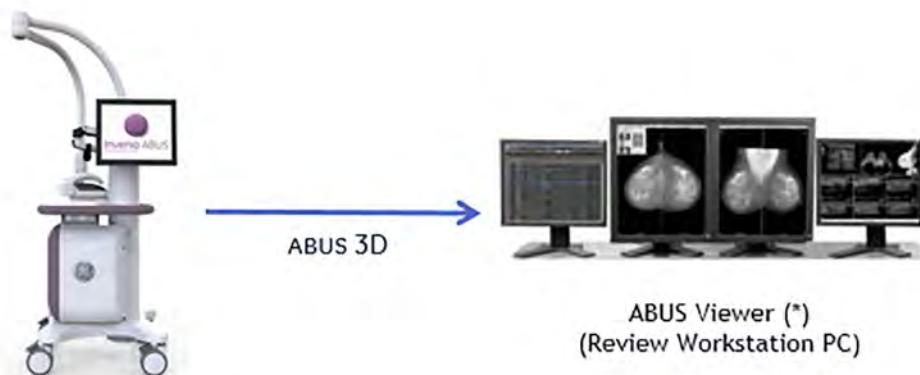 Invenia ABUS
ABUS 3D
ABUS Viewer (*)
(Review Workstation PC)